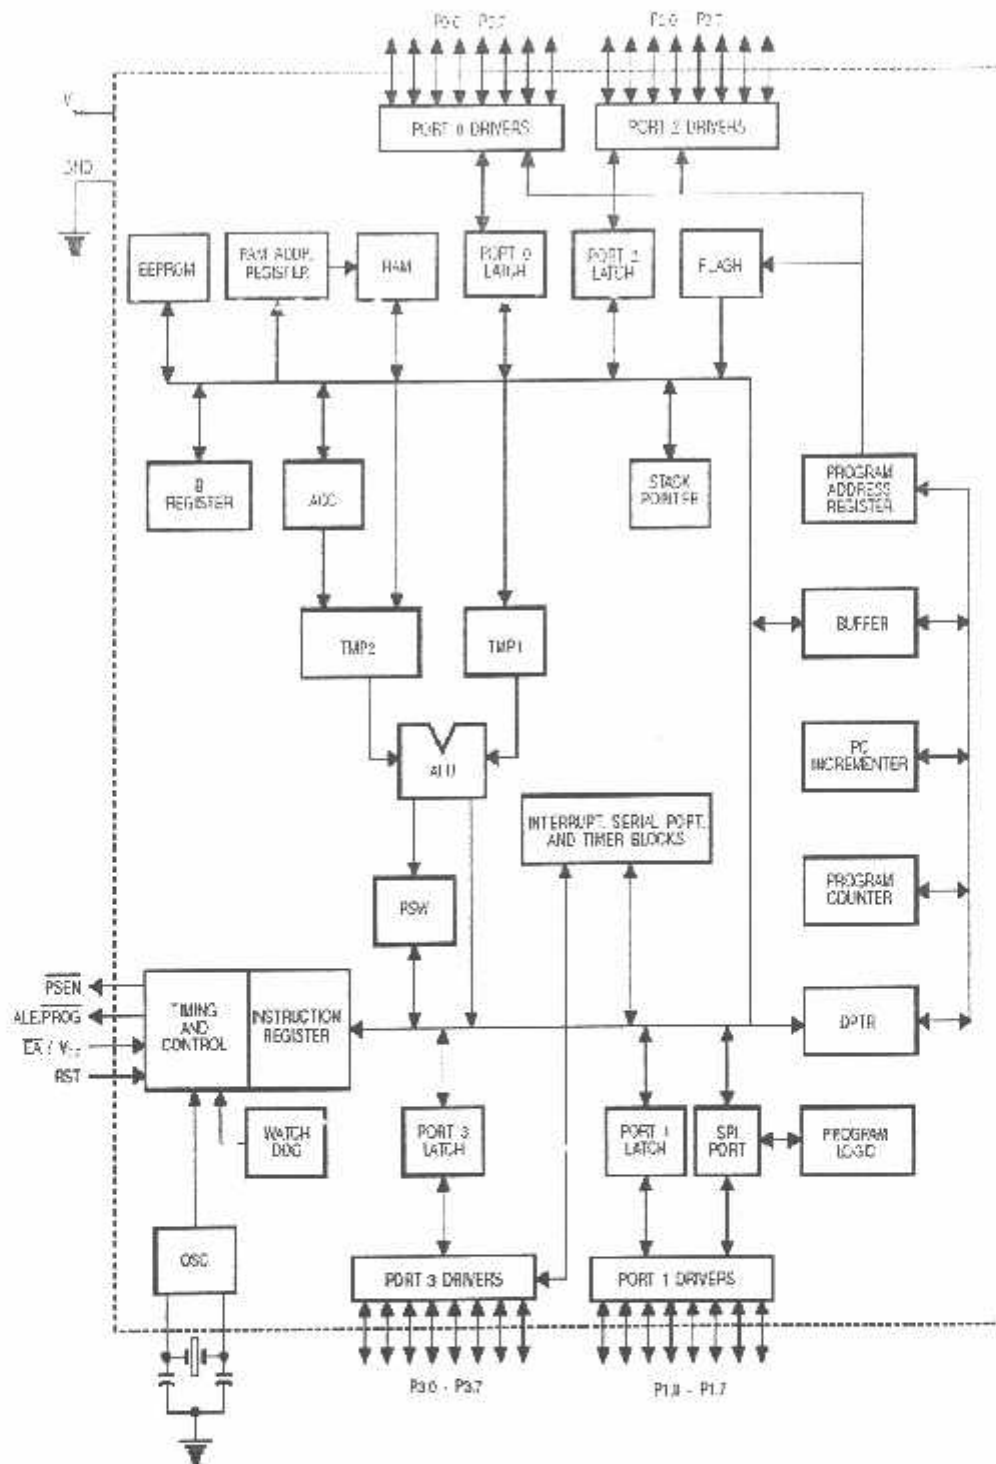 PORT 0 DRIVERS
PORT 2 DRIVERS
GND
EEPROM
RAM ADDR.
REGISTER
RAM
PORT 0
LATCH
PORT 2
LATCH
FLASH
B
REGISTER
ACC
STACK
POINTER
PROGRAM
ADDRESS
REGISTER
BUFFER
TMP2
TMP1
ALU
PC
INCREMENTER
INTERRUPT, SERIAL PORT,
AND TIMER BLOCKS
PROGRAM
COUNTER
PSW
PSEN
ALE/PROG
RST
TIMING
AND
CONTROL
INSTRUCTION
REGISTER
DPTR
WATCH
DOG
PORT 3
LATCH
PORT 1
LATCH
SPI
PORT
PROGRAM
LOGIC
OSC
PORT 3 DRIVERS
PORT 1 DRIVERS
P3.0 - P3.7
P1.0 - P1.7